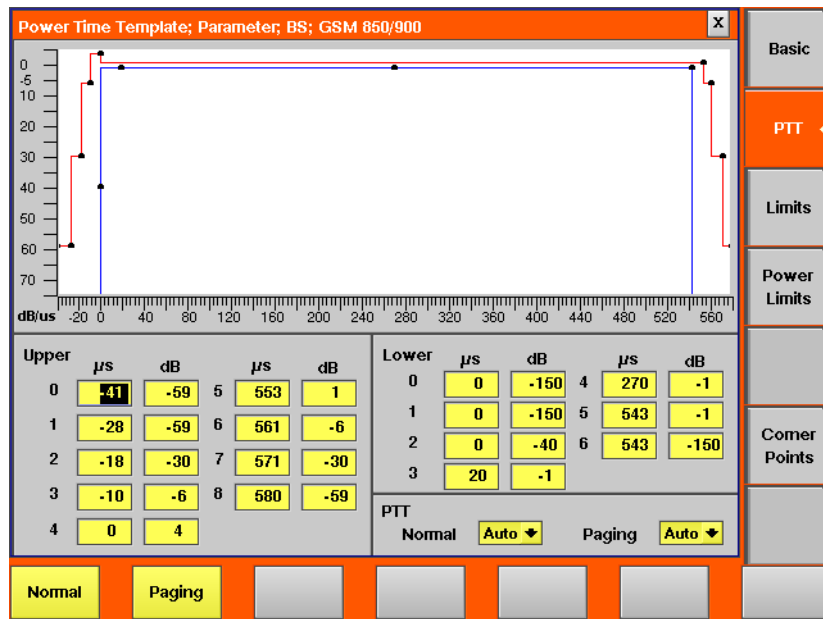 Power Time Template; Parameter; BS; GSM 850/900 X
Basic
PTT
Limits
Power
Limits
Corner
Points
0
-5
10
20
30
40
50
60
70
dB/us -20 0 40 80 120 160 200 240 280 320 360 400 440 480 520 560
Upper
µs dB µs dB
0 -41 -59 5 553 1
1 -28 -59 6 561 -6
2 -18 -30 7 571 -30
3 -10 -6 8 580 -59
4 0 4
Lower
µs dB µs dB
0 0 -150 4 270 -1
1 0 -150 5 543 -1
2 0 -40 6 543 -150
3 20 -1
PTT
Normal Auto Paging Auto
Normal Paging